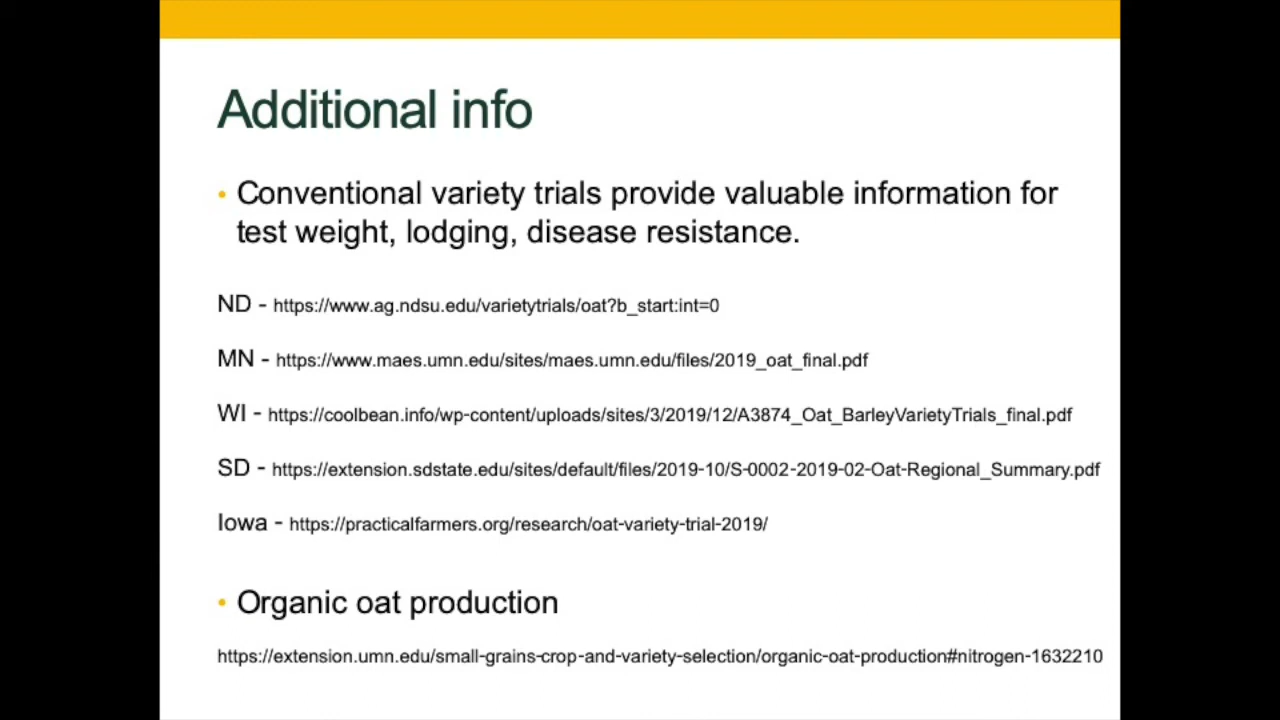 Additional info
• Conventional variety trials provide valuable information for
test weight, lodging, disease resistance.
ND - https://www.ag.ndsu.edu/varietytrials/oat?b_start:int=0
MN - https://www.maes.umn.edu/sites/maes.umn.edu/files/2019_oat_final.pdf
WI - https://coolbean.info/wp-content/uploads/sites/3/2019/12/A3874_Oat_BarleyVarietyTrials_final.pdf
SD - https://extension.sdstate.edu/sites/default/files/2019-10/S-0002-2019-02-Oat-Regional_Summary.pdf
Iowa - https://practicalfarmers.org/research/oat-variety-trial-2019/
• Organic oat production
https://extension.umn.edu/small-grains-crop-and-variety-selection/organic-oat-production#nitrogen-1632210